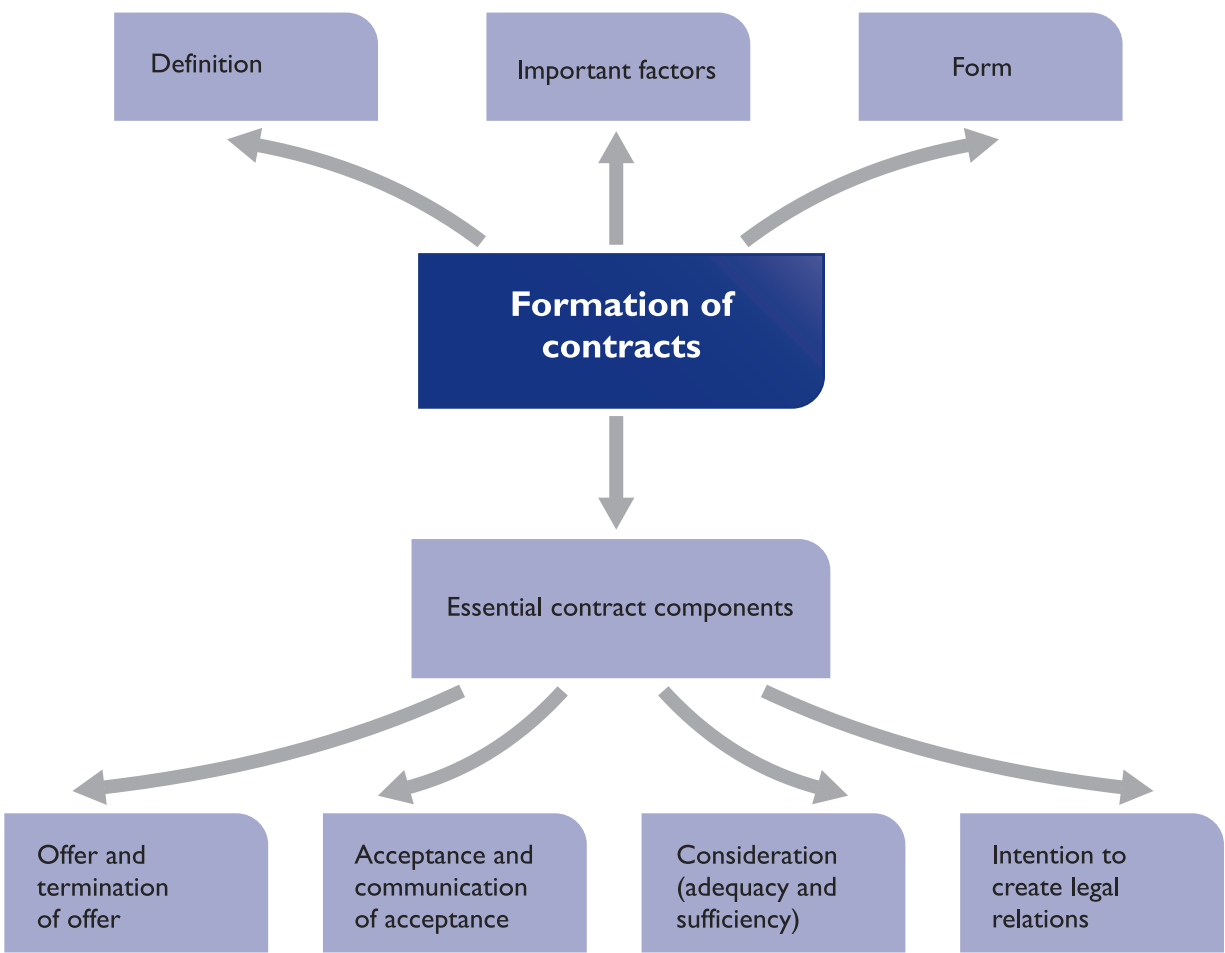 Definition
Important factors
Form
Formation of
contracts
Essential contract components
Offer and
termination
of offer
Acceptance and
communication
of acceptance
Consideration
(adequacy and
sufficiency)
Intention to
create legal
relations